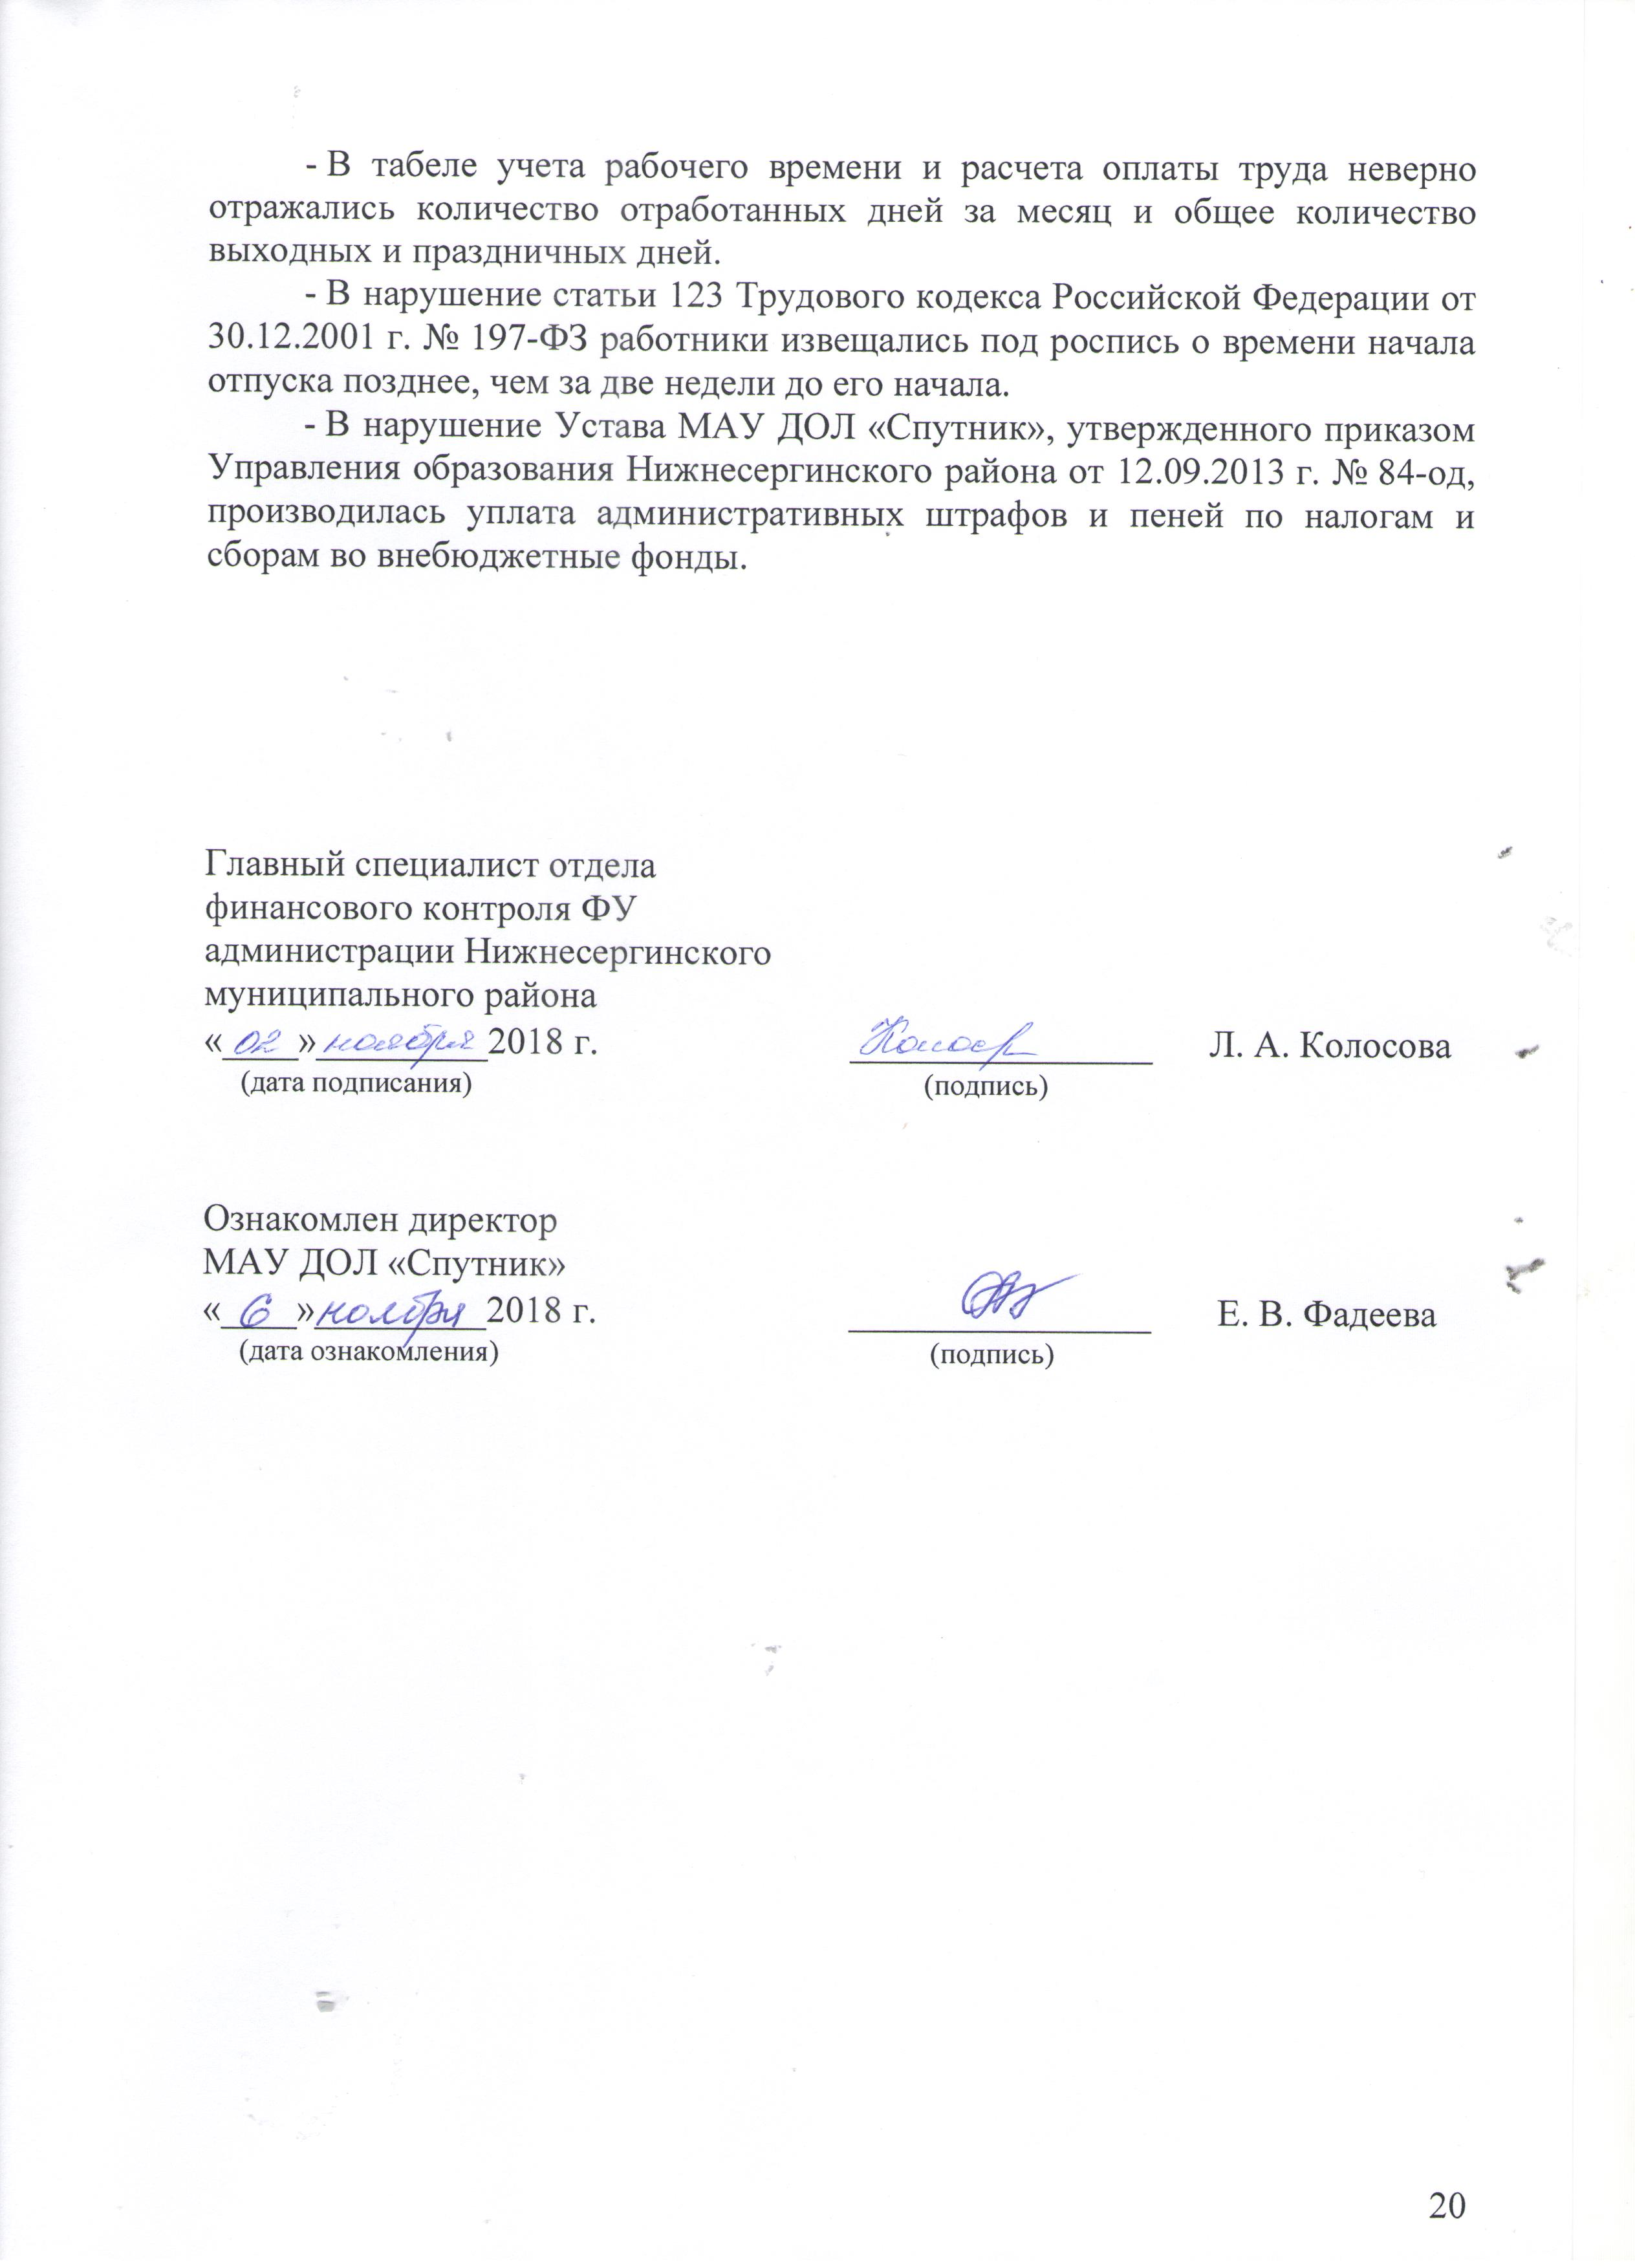 - В табеле учета рабочего времени и расчета оплаты труда неверно
отражались количество отработанных дней за месяц и общее количество
выходных и праздничных дней.
- В нарушение статьи 123 Трудового кодекса Российской Федерации от
30.12.2001 г. № 197-ФЗ работники извещались под роспись о времени начала
отпуска позднее, чем за две недели до его начала.
- В нарушение Устава МАУ ДОЛ «Спутник», утвержденного приказом
Управления образования Нижнесергинского района от 12.09.2013 г. № 84-од,
производилась уплата административных штрафов и пеней по налогам и
сборам во внебюджетные фонды.
Главный специалист отдела
финансового контроля ФУ
администрации Нижнесергинского
муниципального района
«02» ноября 2018 г. Л. А. Колосова
(дата подписания) (подпись)
Ознакомлен директор
МАУ ДОЛ «Спутник»
«6» ноября 2018 г. Е. В. Фадеева
(дата ознакомления) (подпись)
20